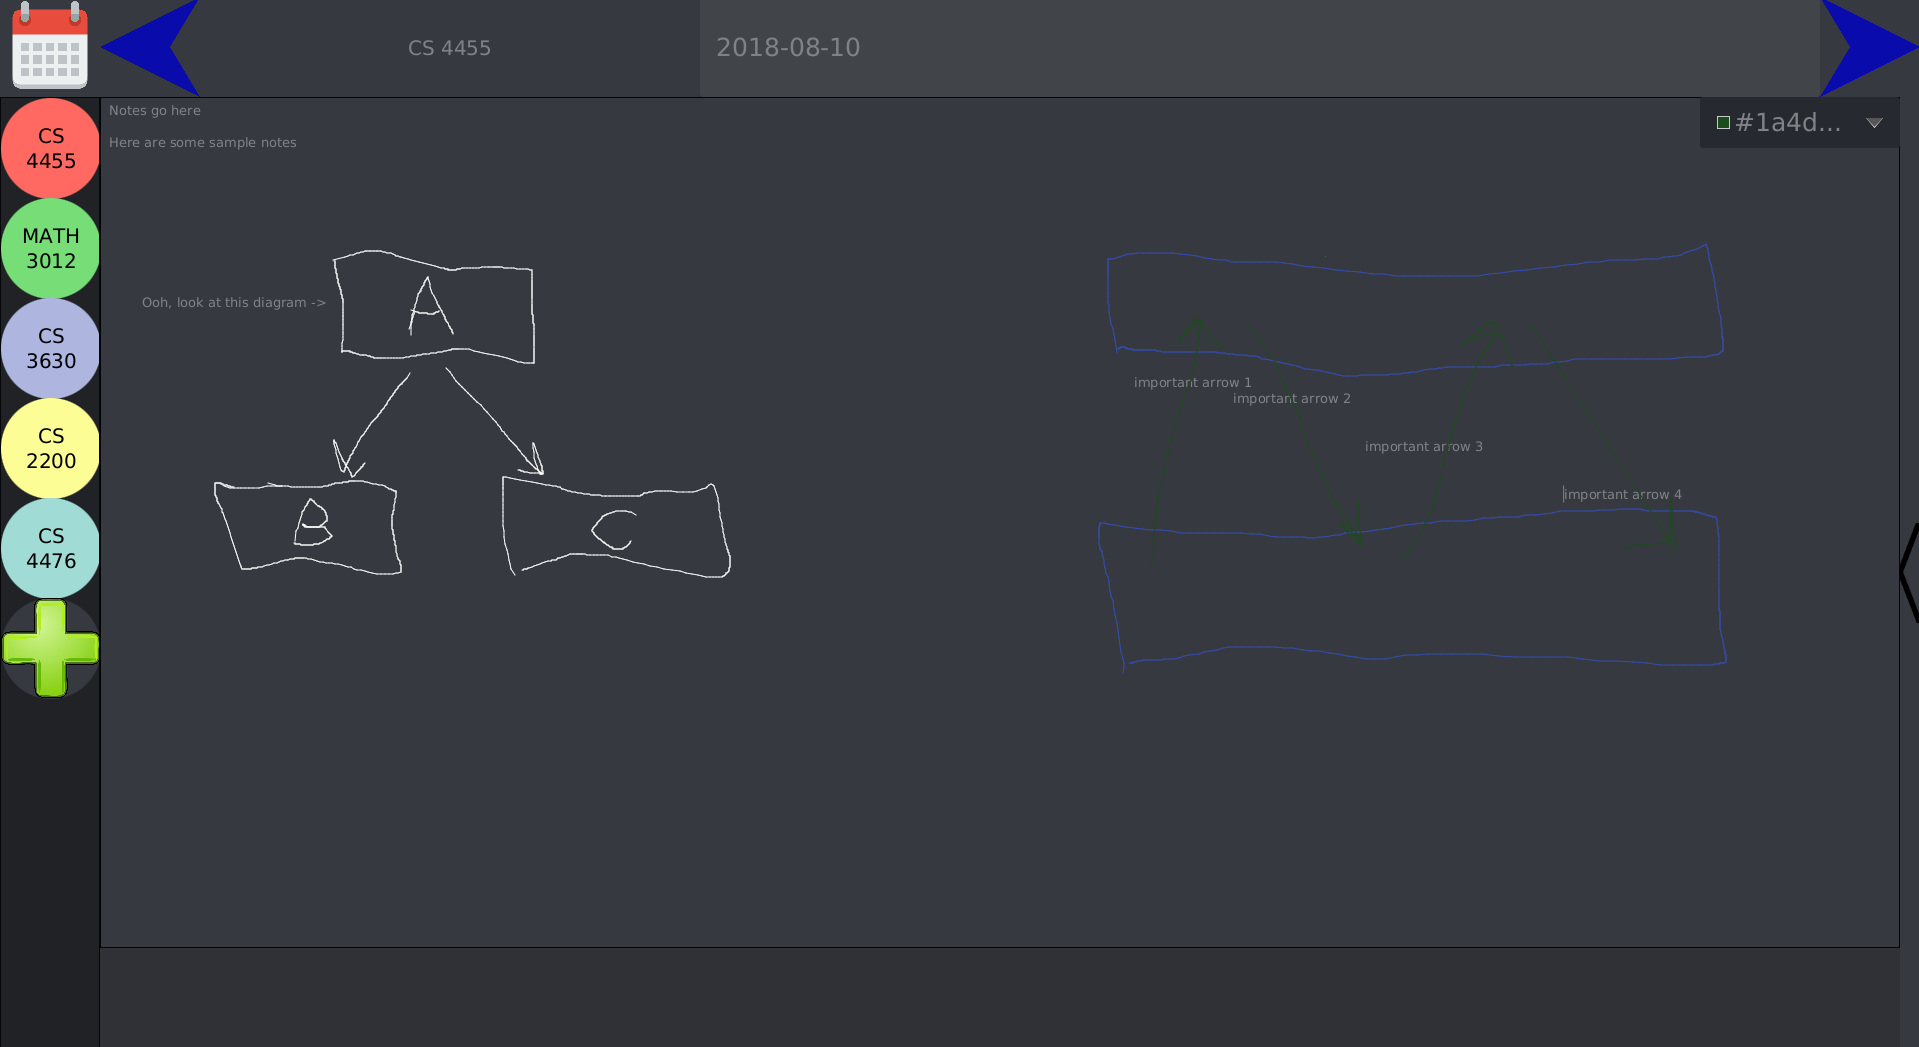 CS 4455
2018-08-10
CS
4455
MATH
3012
CS
3630
CS
2200
CS
4476
Notes go here
Here are some sample notes
#1a4d...
Ooh, look at this diagram ->
A
B
C
important arrow 1
important arrow 2
important arrow 3
important arrow 4